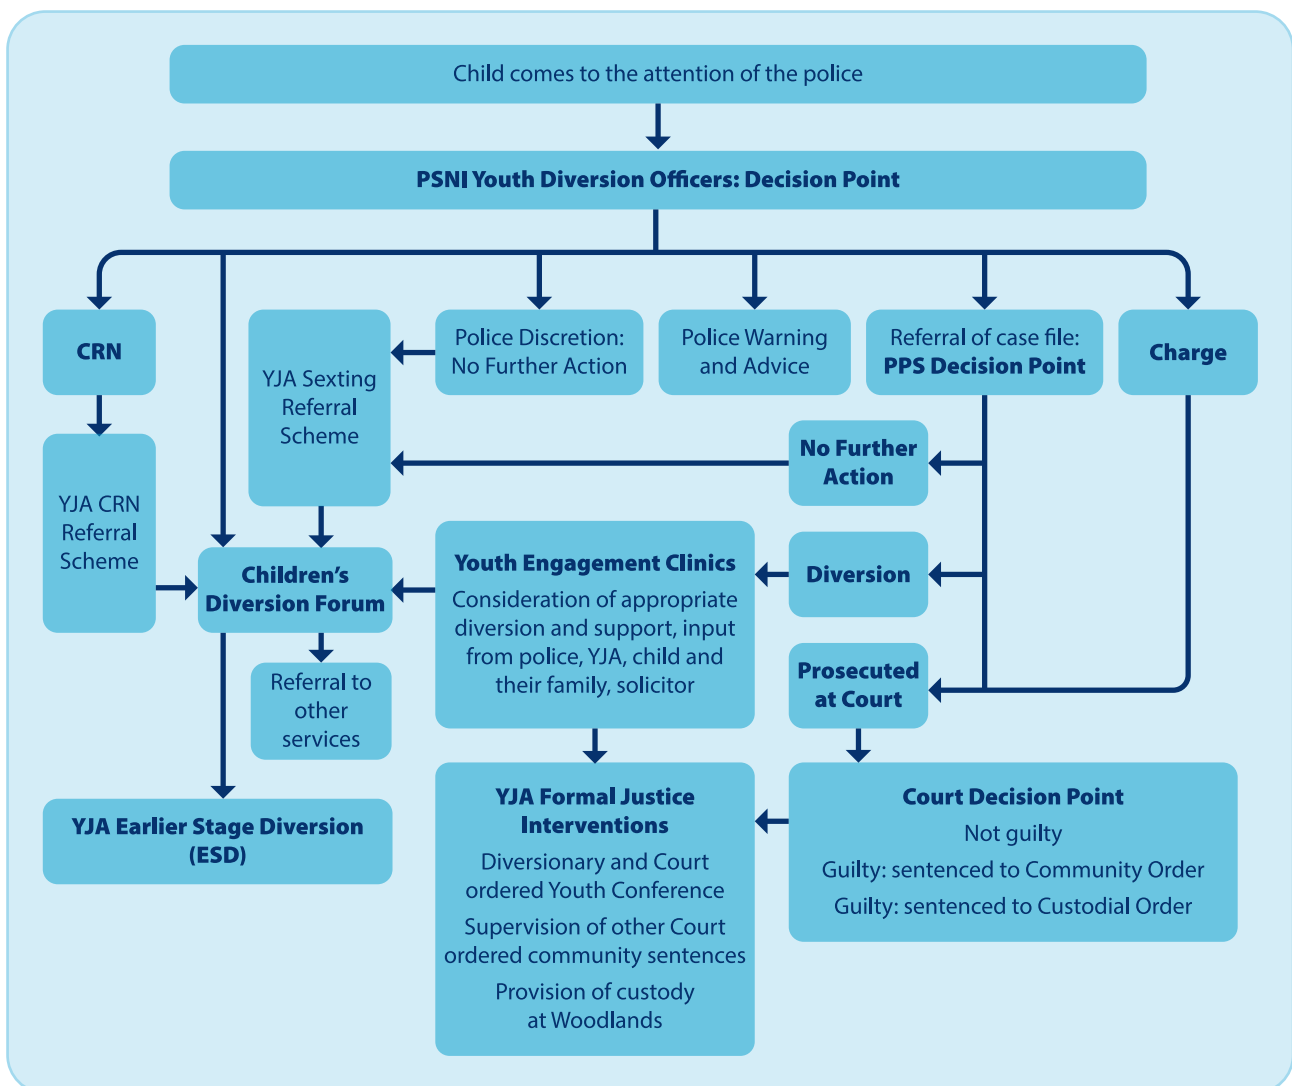 Child comes to the attention of the police
PSNI Youth Diversion Officers: Decision Point
CRN
YJA Sexting
Referral
Scheme
Police Discretion:
No Further Action
Police Warning
and Advice
Referral of case file:
PPS Decision Point
Charge
YJA CRN
Referral
Scheme
No Further
Action
Children’s
Diversion Forum
Youth Engagement Clinics
Consideration of appropriate
diversion and support, input
from police, YJA, child and
their family, solicitor
Diversion
Referral to
other
services
Prosecuted
at Court
YJA Earlier Stage Diversion
(ESD)
YJA Formal Justice
Interventions
Diversionary and Court
ordered Youth Conference
Supervision of other Court
ordered community sentences
Provision of custody
at Woodlands
Court Decision Point
Not guilty
Guilty: sentenced to Community Order
Guilty: sentenced to Custodial Order